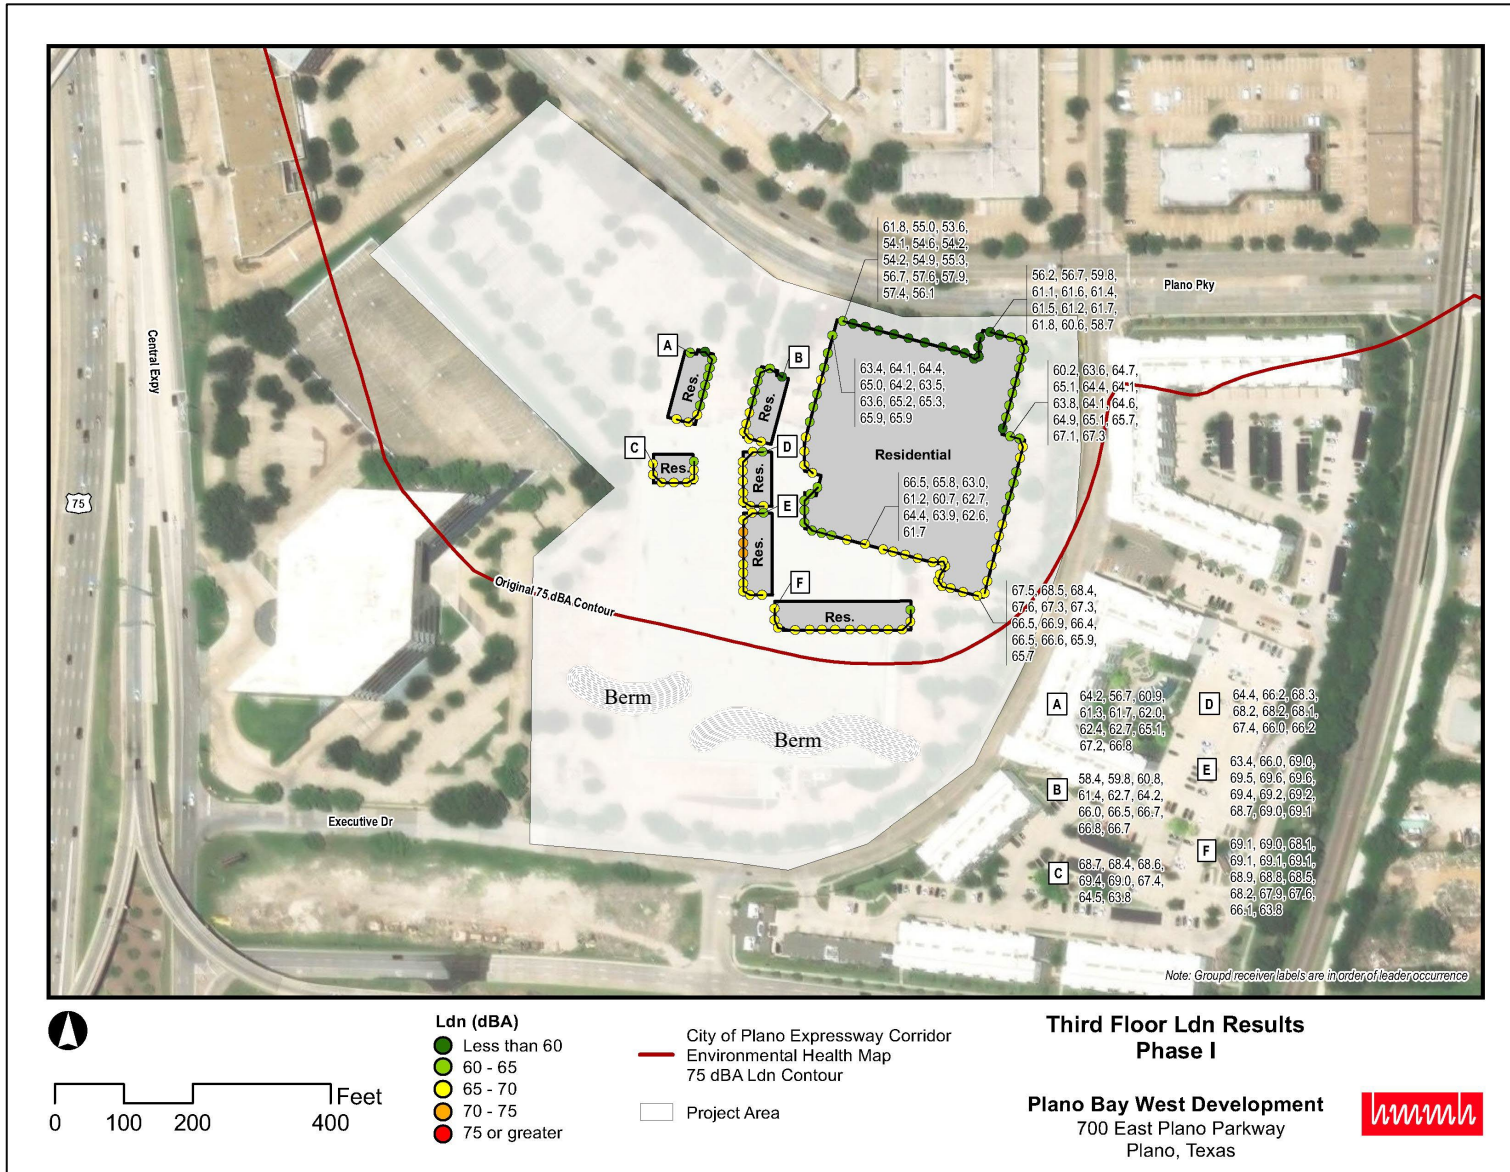 61.8, 55.0, 53.6,
54.1, 54.6, 54.2,
54.2, 54.9, 55.3,
56.7, 57.6, 57.9,
57.4, 56.1
56.2, 56.7, 59.8,
61.1, 61.6, 61.4,
61.5, 61.2, 61.7,
61.8, 60.6, 58.7
Plano Pky
Central Expy
75
A
B
C
D
E
F
Res.
Res.
Res.
Res.
Res.
Res.
63.4, 64.1, 64.4,
65.0, 64.2, 63.5,
63.6, 65.2, 65.3,
65.9, 65.9
60.2, 63.6, 64.7,
65.1, 64.4, 64.1,
63.8, 64.1, 64.6,
64.9, 65.1, 65.7,
67.1, 67.3
Residential
66.5, 65.8, 63.0,
61.2, 60.7, 62.7,
64.4, 63.9, 62.6,
61.7
Original 75 dBA Contour
67.5, 68.5, 68.4,
67.6, 67.3, 67.3,
66.5, 66.9, 66.4,
66.5, 66.6, 65.9,
65.7
Berm
Berm
Executive Dr
A
64.2, 56.7, 60.9,
61.3, 61.7, 62.0,
62.4, 62.7, 65.1,
67.2, 66.8
B
58.4, 59.8, 60.8,
61.4, 62.7, 64.2,
66.0, 66.5, 66.7,
66.8, 66.7
C
68.7, 68.4, 68.6,
69.4, 69.0, 67.4,
64.5, 63.8
D
64.4, 66.2, 68.3,
68.2, 68.2, 68.1,
67.4, 66.0, 66.2
E
63.4, 66.0, 69.0,
69.5, 69.6, 69.6,
69.4, 69.2, 69.2,
68.7, 69.0, 69.1
F
69.1, 69.0, 68.1,
69.1, 69.1, 69.1,
68.9, 68.8, 68.5,
68.2, 67.9, 67.6,
66.1, 63.8
Note: Groupd receiver labels are in order of leader occurrence
Feet
0 100 200 400
Ldn (dBA)
Less than 60
60 - 65
65 - 70
70 - 75
75 or greater
City of Plano Expressway Corridor
Environmental Health Map
75 dBA Ldn Contour
Project Area
Third Floor Ldn Results
Phase I
Plano Bay West Development
700 East Plano Parkway
Plano, Texas
hmmh